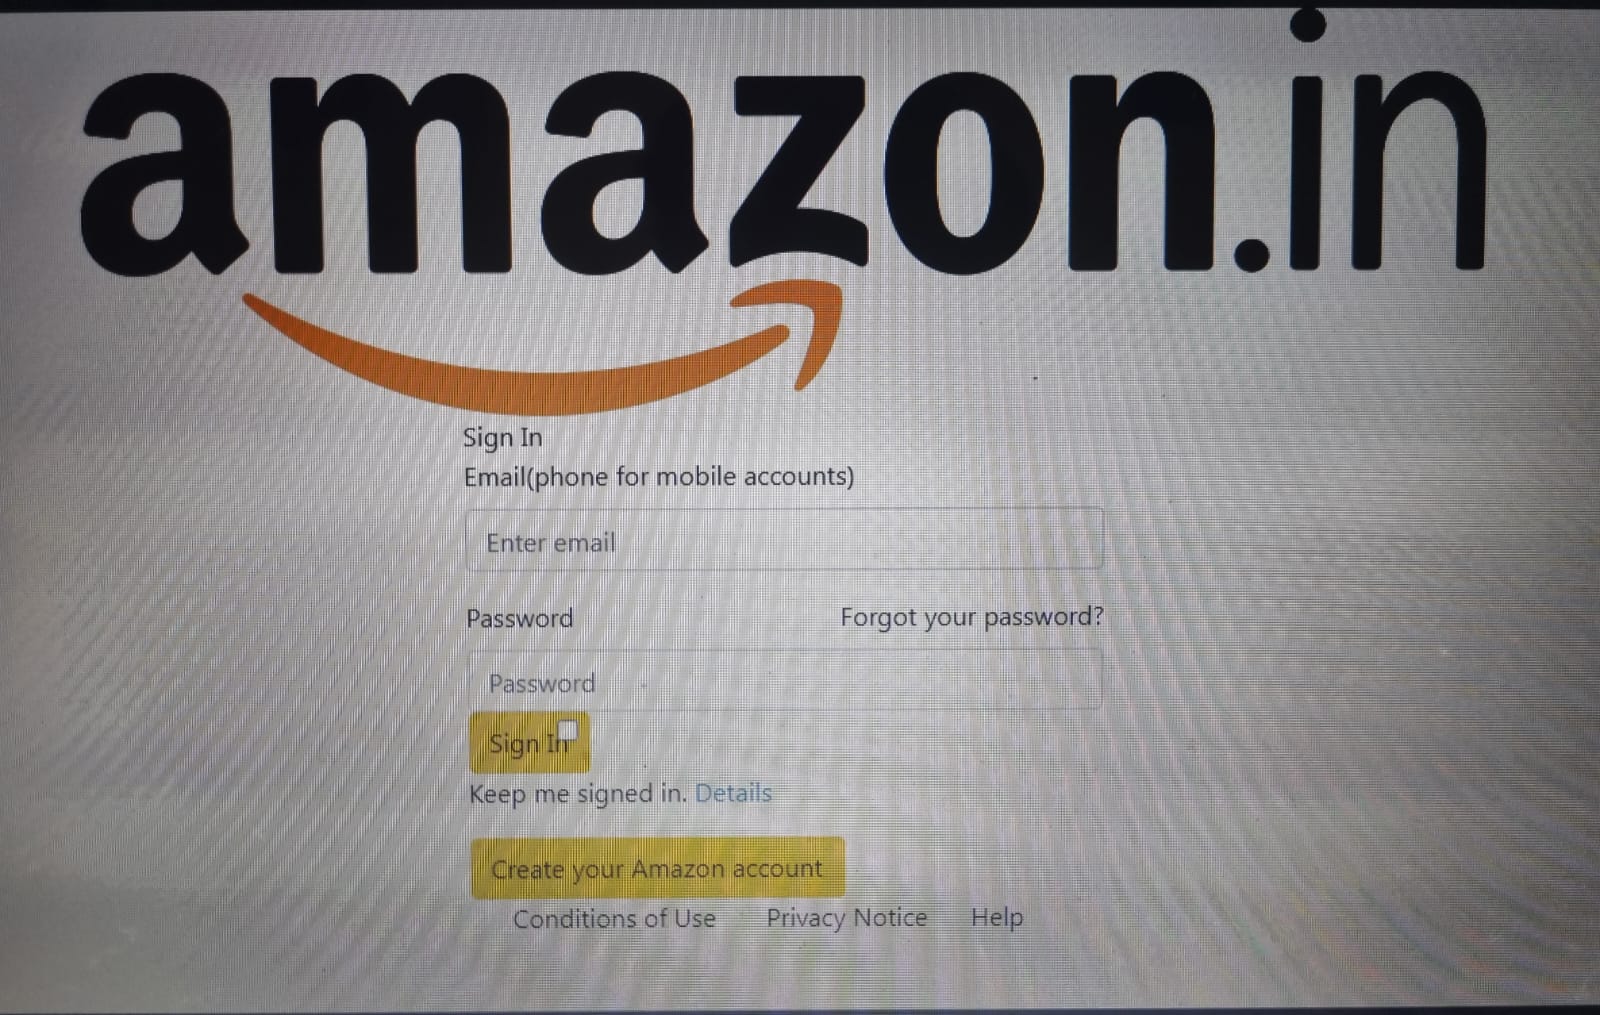 amazon.in
Sign In
Email(phone for mobile accounts)
Enter email
Password Forgot your password?
Password
Sign In
Keep me signed in. Details
Create your Amazon account
Conditions of Use Privacy Notice Help